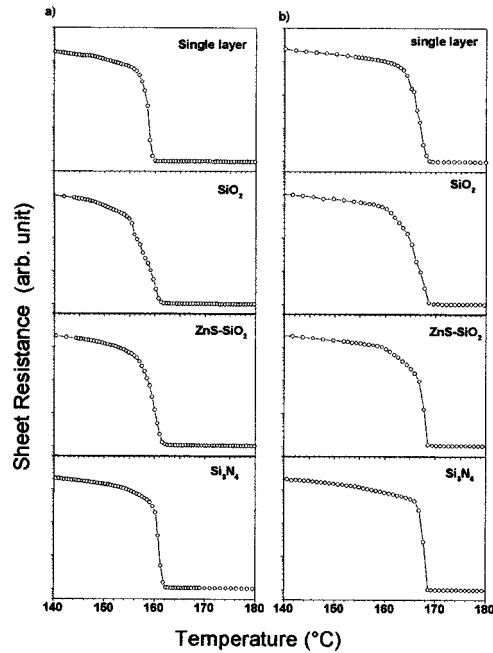 a)
b)
Single layer
single layer
SiO₂
SiO₂
ZnS-SiO₂
ZnS-SiO₂
Si₃N₄
Si₃N₄
Sheet Resistance (arb. unit)
140 150 160 170 180
140 150 160 170 180
Temperature (°C)